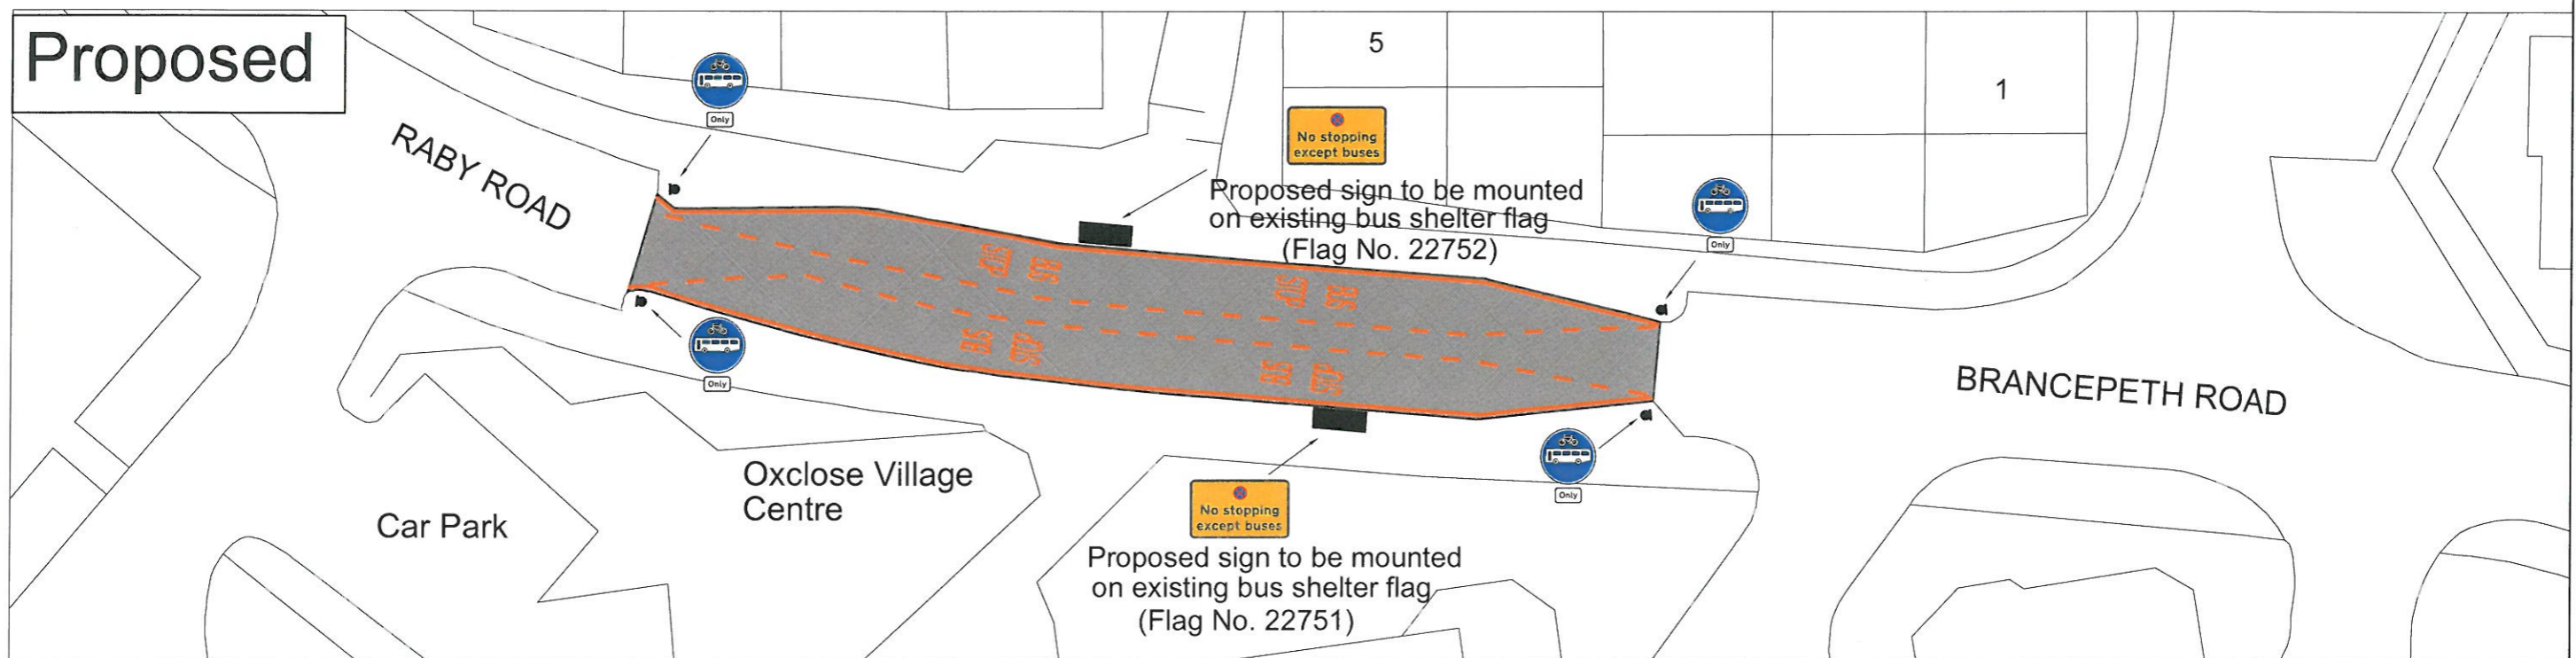 Proposed
5
1
Only
RABY ROAD
No stopping
except buses
Proposed sign to be mounted
on existing bus shelter flag
(Flag No. 22752)
Only
STOP
BUS
STOP
BUS
BUS
STOP
BUS
STOP
Only
BRANCEPETH ROAD
Only
Oxclose Village
Centre
Car Park
No stopping
except buses
Proposed sign to be mounted
on existing bus shelter flag
(Flag No. 22751)